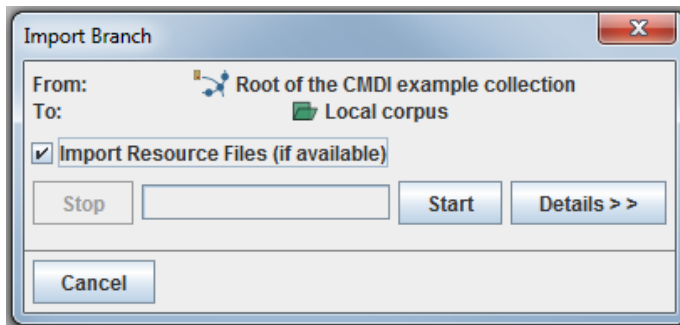 Import Branch
From: Root of the CMDI example collection
To: Local corpus
Import Resource Files (if available)
Stop Start Details > >
Cancel